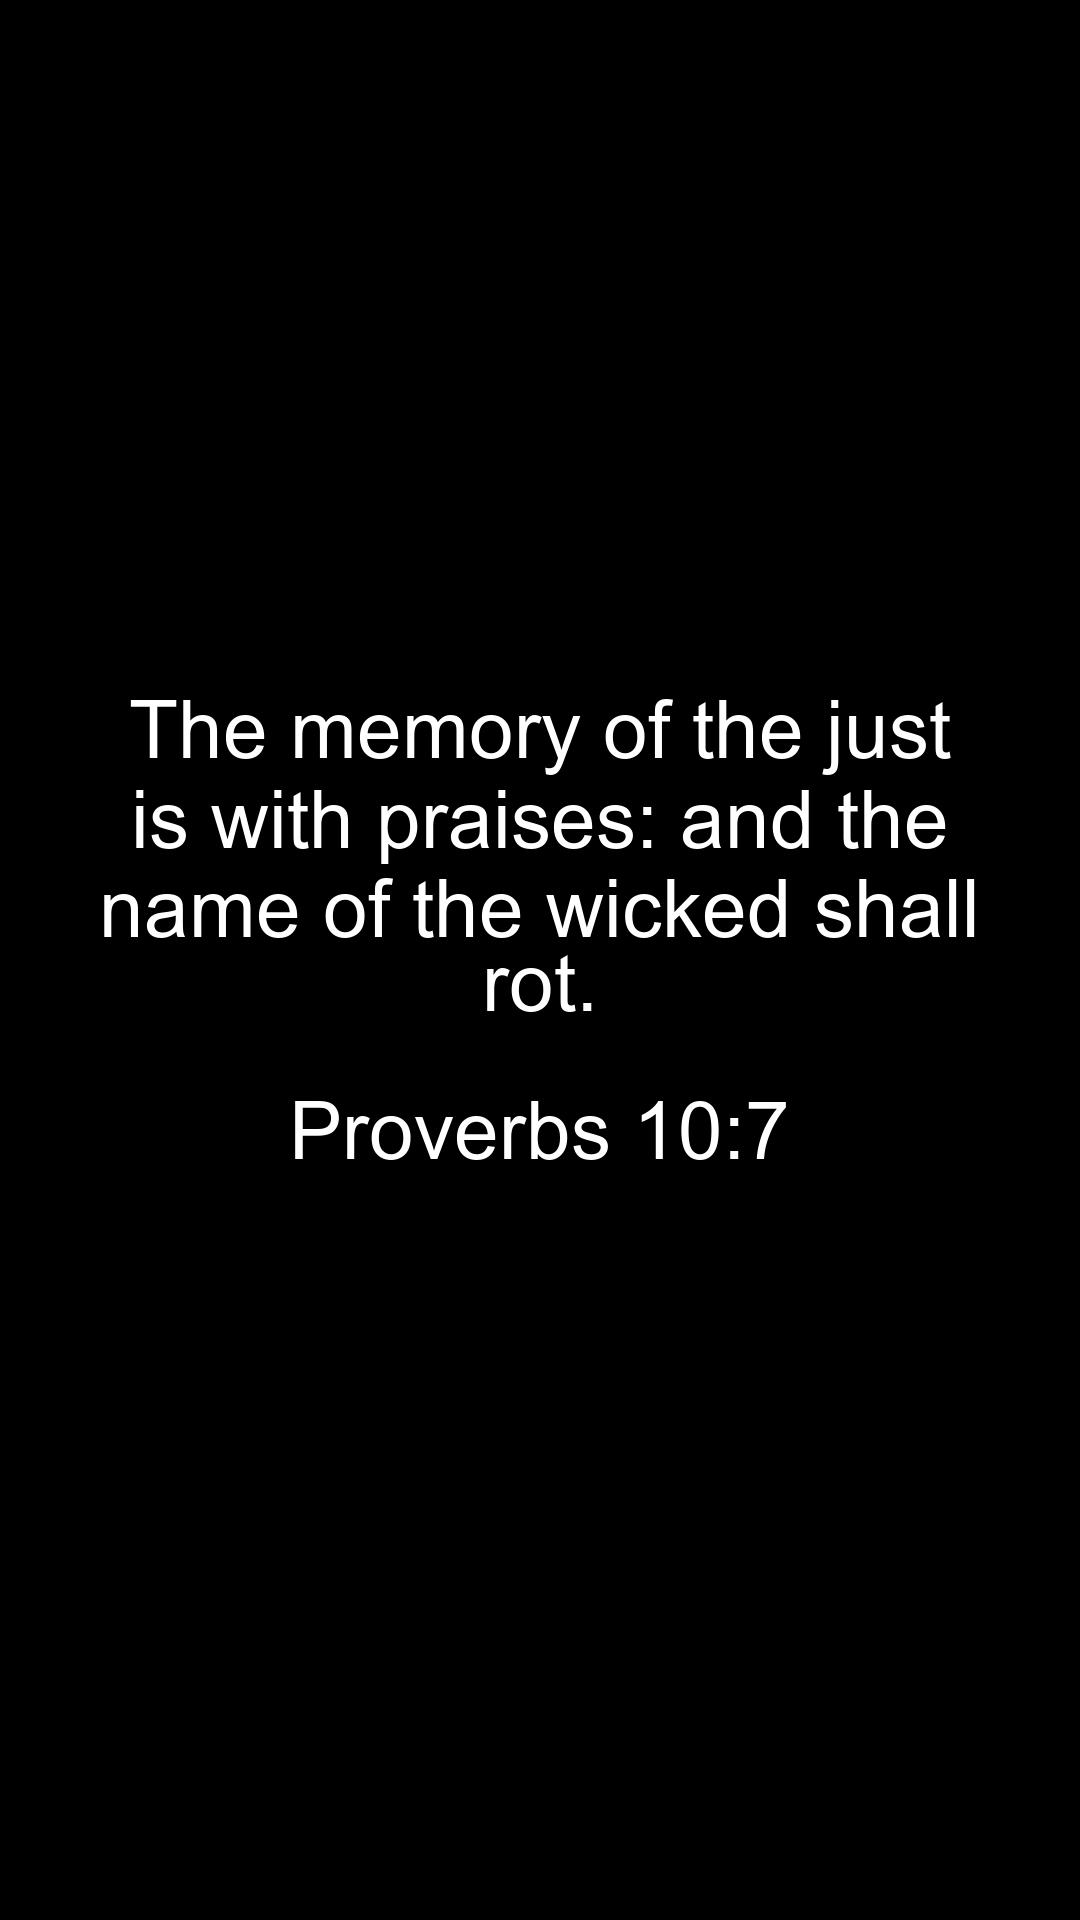 The memory of the just
is with praises: and the
name of the wicked shall
rot.
Proverbs 10:7